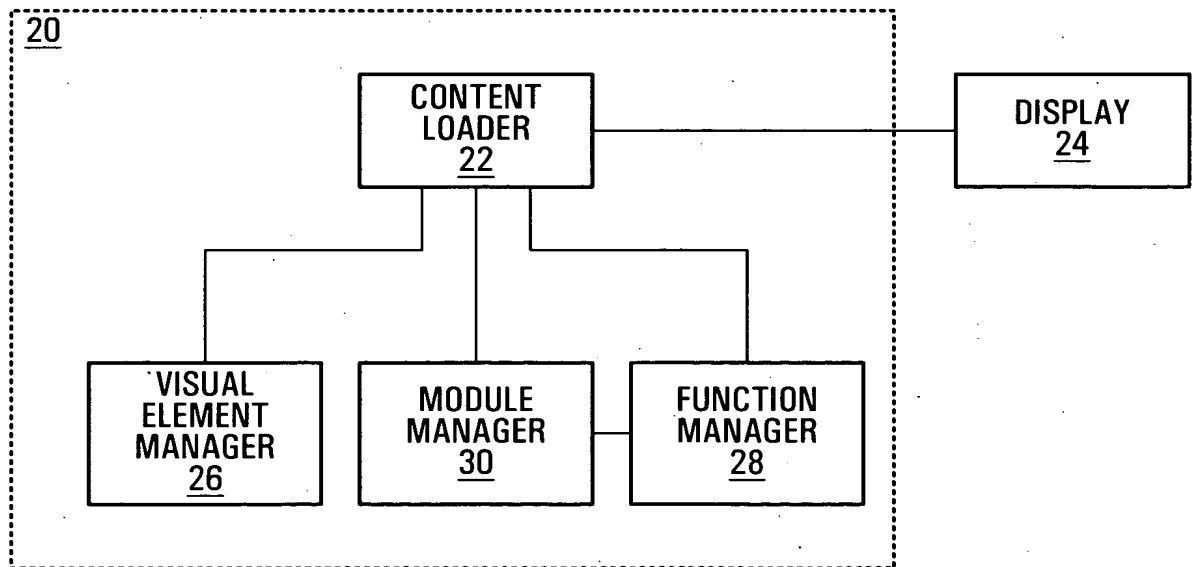 20
CONTENT
LOADER
22
DISPLAY
24
VISUAL
ELEMENT
MANAGER
26
MODULE
MANAGER
30
FUNCTION
MANAGER
28